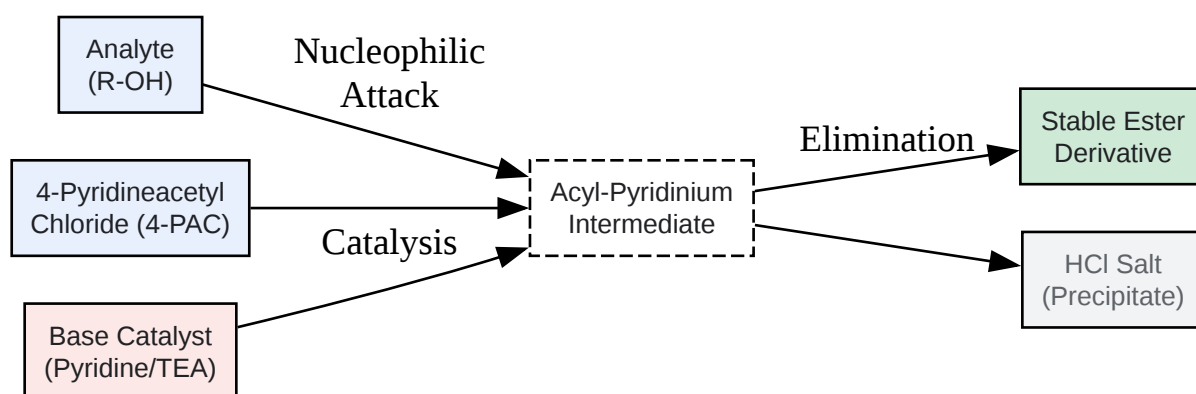 Analyte
(R-OH)
Nucleophilic
Attack
4-Pyridineacetyl
Chloride (4-PAC)
Catalysis
Base Catalyst
(Pyridine/TEA)
Acyl-Pyridinium
Intermediate
Elimination
Stable Ester
Derivative
HCl Salt
(Precipitate)